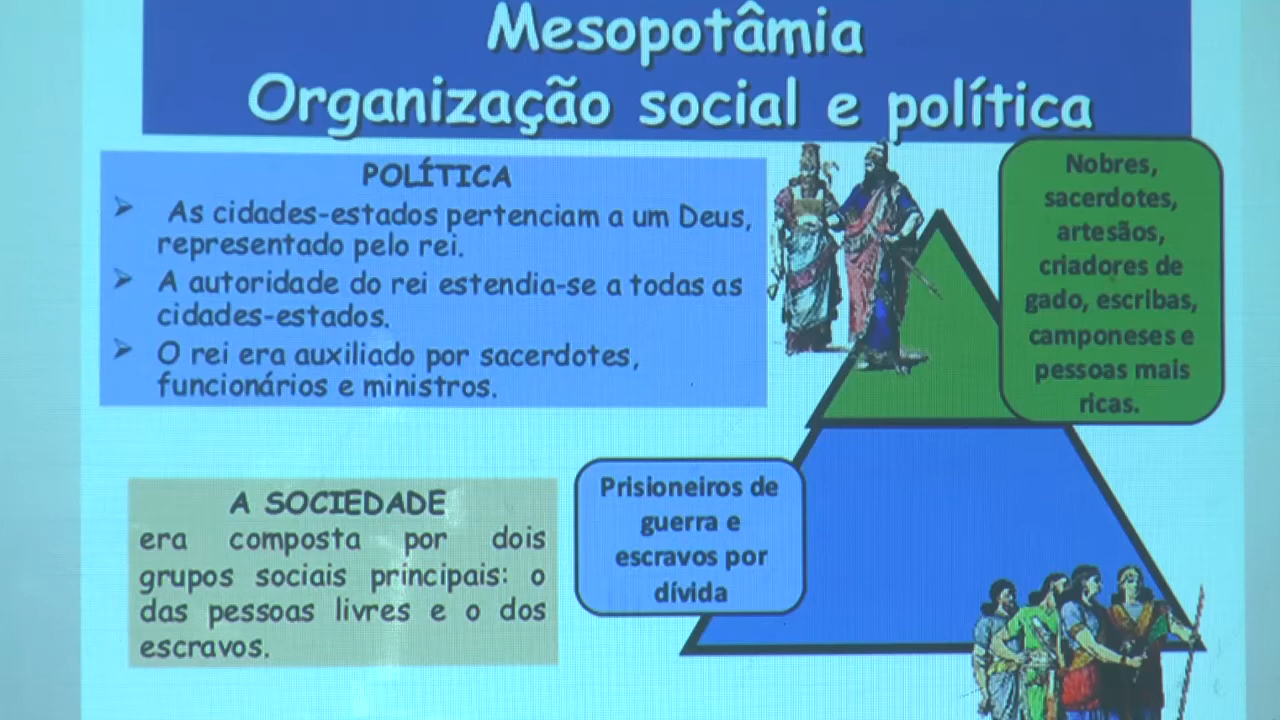 Mesopotâmia
Organização social e política
POLÍTICA
➢ As cidades-estados pertenciam a um Deus,
representado pelo rei.
➢ A autoridade do rei estendia-se a todas as
cidades-estados.
➢ O rei era auxiliado por sacerdotes,
funcionários e ministros.
Nobres,
sacerdotes,
artesãos,
criadores de
gado, escribas,
camponeses e
pessoas mais
ricas.
A SOCIEDADE
era composta por dois
grupos sociais principais: o
das pessoas livres e o dos
escravos.
Prisioneiros de
guerra e
escravos por
dívida